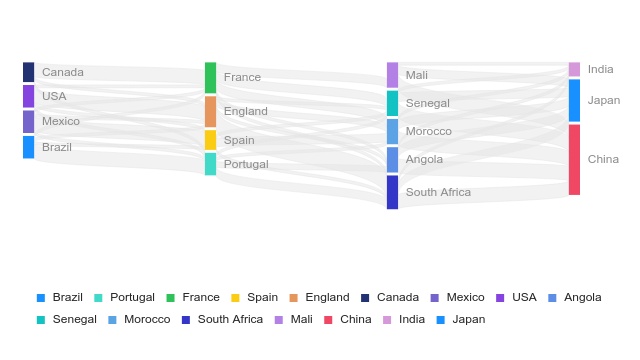 Canada
USA
Mexico
Brazil
France
England
Spain
Portugal
Mali
Senegal
Morocco
Angola
South Africa
India
Japan
China
Brazil Portugal France Spain England Canada Mexico USA Angola
Senegal Morocco South Africa Mali China India Japan